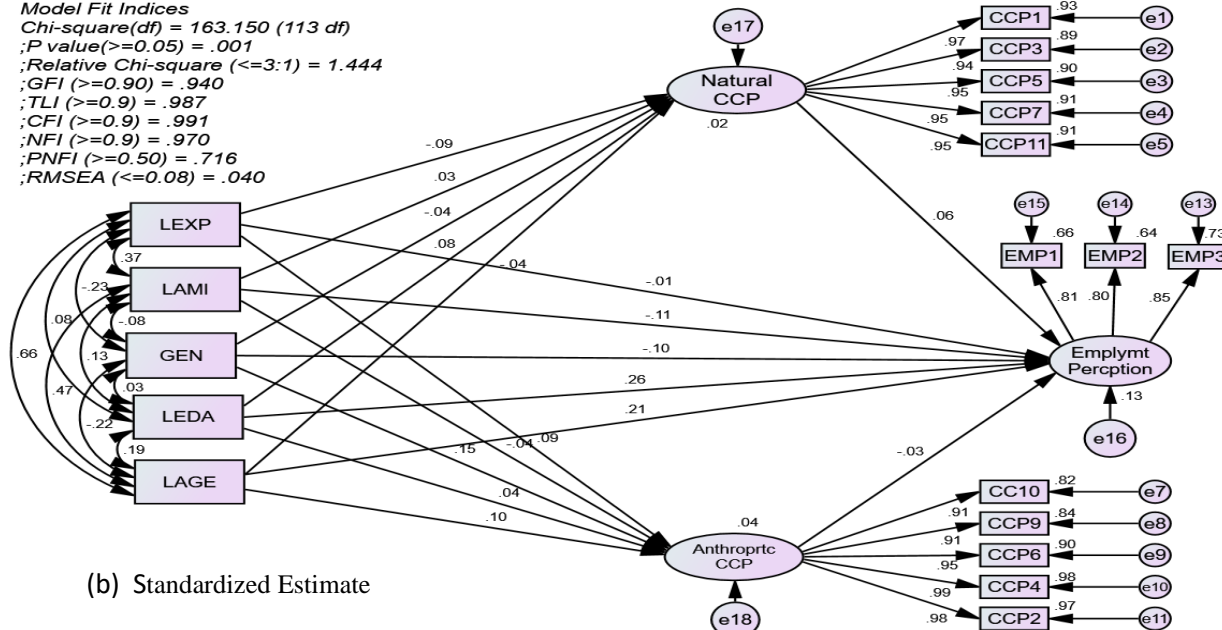 Model Fit Indices
Chi-square(df) = 163.150 (113 df)
;P value(>=0.05) = .001
;Relative Chi-square (<=3:1) = 1.444
;GFI (>=0.90) = .940
;TLI (>=0.9) = .987
;CFI (>=0.9) = .991
;NFI (>=0.9) = .970
;PNFI (>=0.50) = .716
;RMSEA (<=0.08) = .040
e17
Natural
CCP
.02
CCP1
.93
e1
.97
CCP3
.89
e2
.94
CCP5
.90
e3
.95
CCP7
.91
e4
.95
CCP11
.91
e5
.95
-.09
.03
-.04
.08
-.04
.06
LEXP
LAMI
GEN
LEDA
LAGE
.37
-.23
.08
-.08
.66
.13
.47
.03
-.22
.19
-.01
-.11
-.10
.26
.21
e15
e14
e13
.66
.64
.73
EMP1
EMP2
EMP3
.81
.80
.85
Emplymt
Percption
.13
e16
.15
-.04
.09
.04
.10
-.03
.04
Anthroprtc
CCP
e18
CC10
.82
e7
.91
CCP9
.84
e8
.91
CCP6
.90
e9
.95
CCP4
.98
e10
.99
CCP2
.97
e11
.98
(b) Standardized Estimate